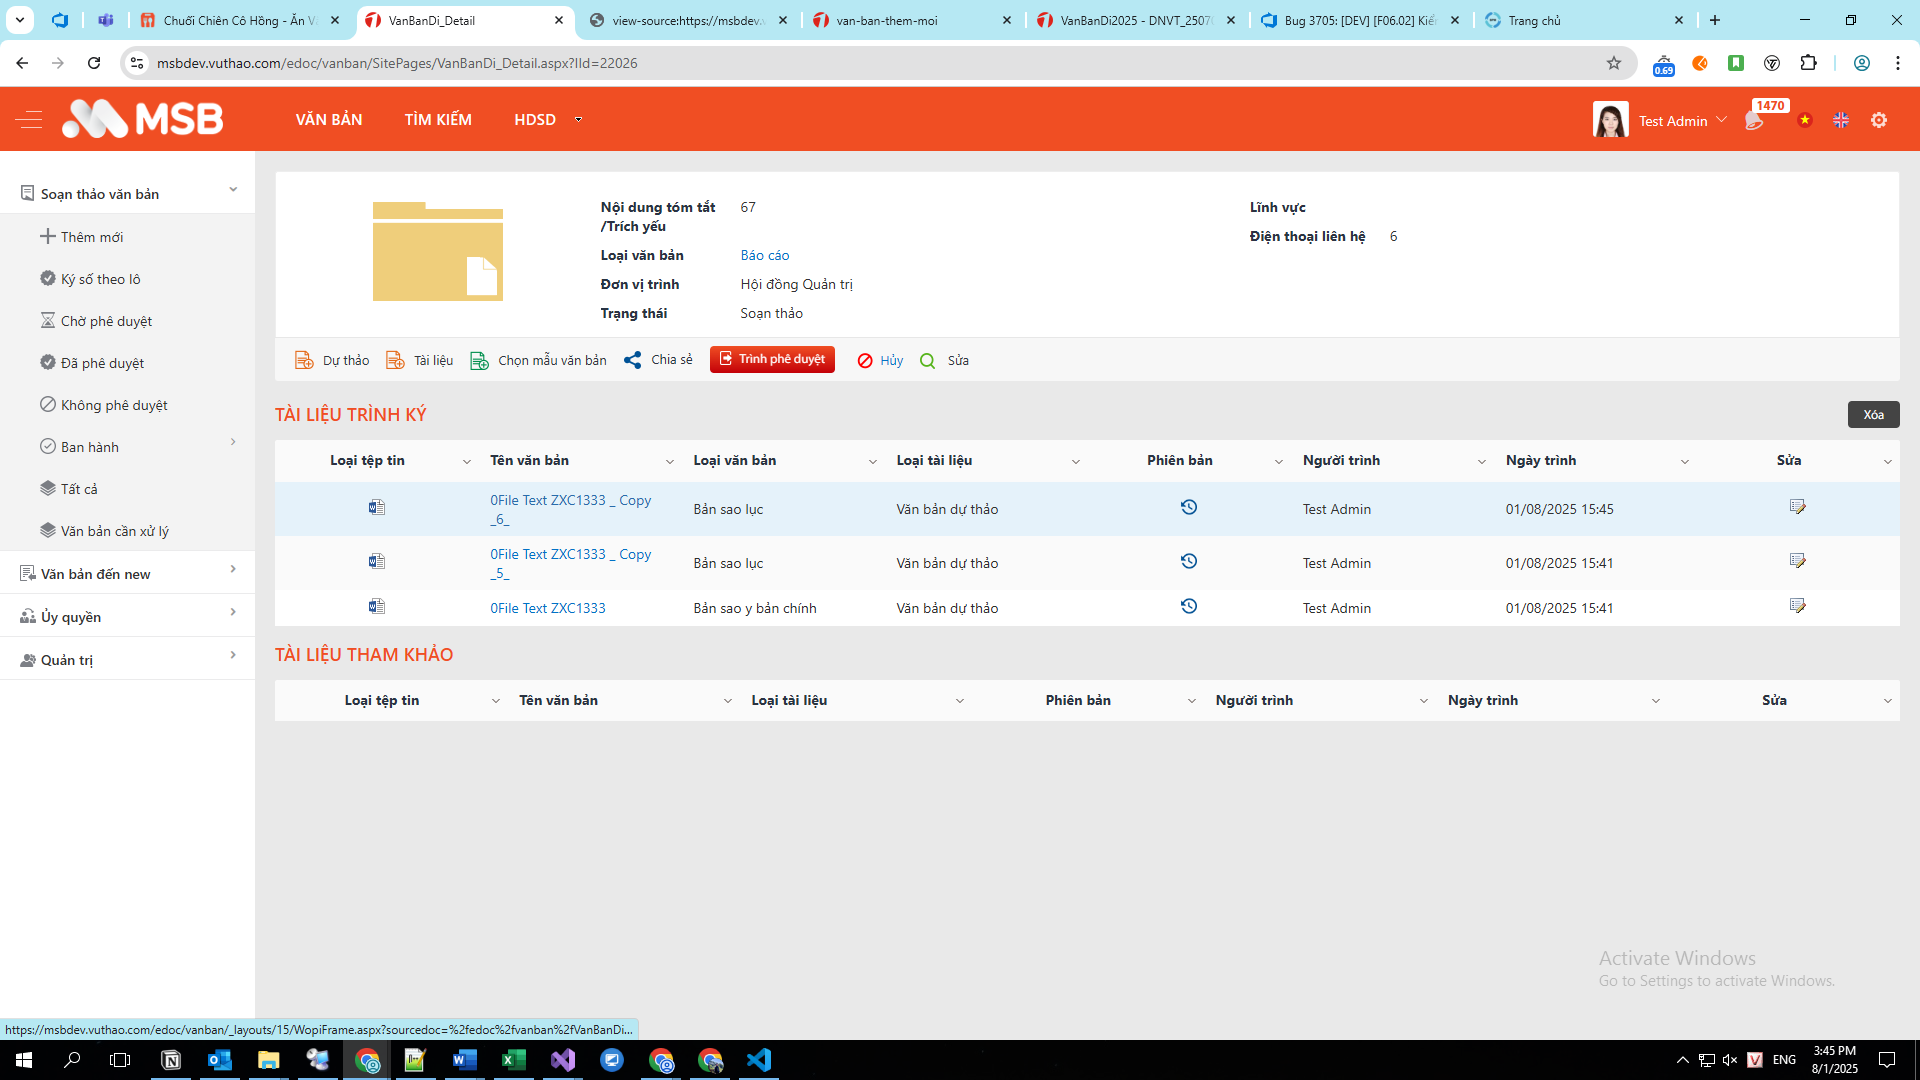 Chuối Chiên Cô Hồng - Ăn V
VanBanDi_Detail
view-source:https://msbdev.v
van-ban-them-moi
VanBanDi2025 - DNVT_2507
Bug 3705: [DEV] [F06.02] Kiể
Trang chủ
msbdev.vuthao.com/edoc/vanban/SitePages/VanBanDi_Detail.aspx?IId=22026
0.69
MSB
VĂN BẢN
TÌM KIẾM
HDSD
Test Admin
1470
Soạn thảo văn bản
Thêm mới
Ký số theo lô
Chờ phê duyệt
Đã phê duyệt
Không phê duyệt
Ban hành
Tất cả
Văn bản cần xử lý
Văn bản đến new
Ủy quyền
Quản trị
Nội dung tóm tắt /Trích yếu 67
Loại văn bản Báo cáo
Đơn vị trình Hội đồng Quản trị
Trạng thái Soạn thảo
Lĩnh vực
Điện thoại liên hệ 6
Dự thảo Tài liệu Chọn mẫu văn bản Chia sẻ Trình phê duyệt Hủy Sửa
TÀI LIỆU TRÌNH KÝ
Xóa
Loại tệp tin Tên văn bản Loại văn bản Loại tài liệu Phiên bản Người trình Ngày trình Sửa
0File Text ZXC1333 _ Copy _6_ Bản sao lục Văn bản dự thảo Test Admin 01/08/2025 15:45
0File Text ZXC1333 _ Copy _5_ Bản sao lục Văn bản dự thảo Test Admin 01/08/2025 15:41
0File Text ZXC1333 Bản sao y bản chính Văn bản dự thảo Test Admin 01/08/2025 15:41
TÀI LIỆU THAM KHẢO
Loại tệp tin Tên văn bản Loại tài liệu Phiên bản Người trình Ngày trình Sửa
Activate Windows
Go to Settings to activate Windows.
https://msbdev.vuthao.com/edoc/vanban/_layouts/15/WopiFrame.aspx?sourcedoc=%2fedoc%2fvanban%2fVanBanDi...
ENG
3:45 PM
8/1/2025